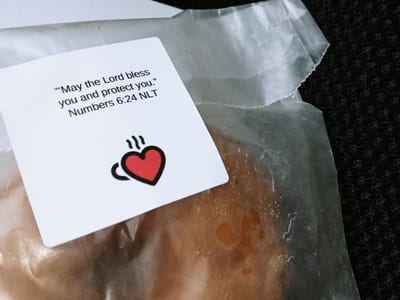 "'May the Lord bless
you and protect you.'
Numbers 6:24 NLT